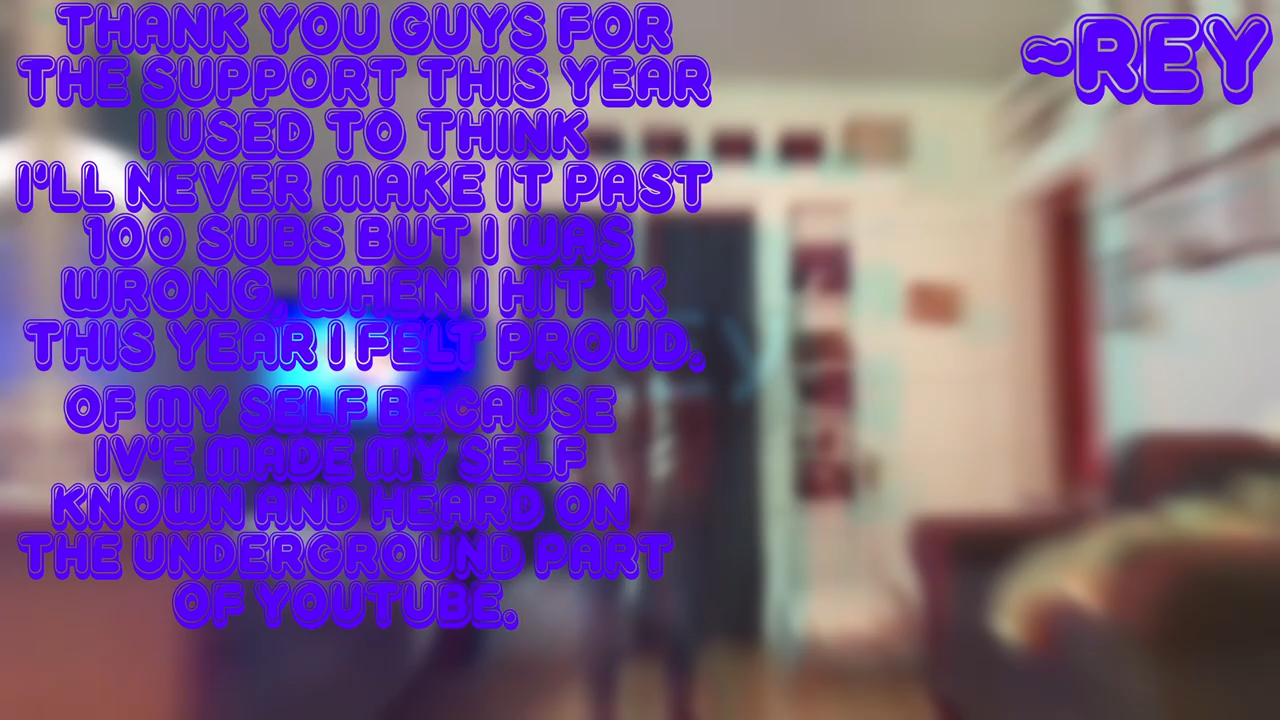 THANK YOU GUYS FOR
THE SUPPORT THIS YEAR
I USED TO THINK
I'LL NEVER MAKE IT PAST
100 SUBS BUT I WAS
WRONG, WHEN I HIT 1K
THIS YEAR I FELT PROUD.
OF MY SELF BECAUSE
IV'E MADE MY SELF
KNOWN AND HEARD ON
THE UNDERGROUND PART
OF YOUTUBE.
~REY